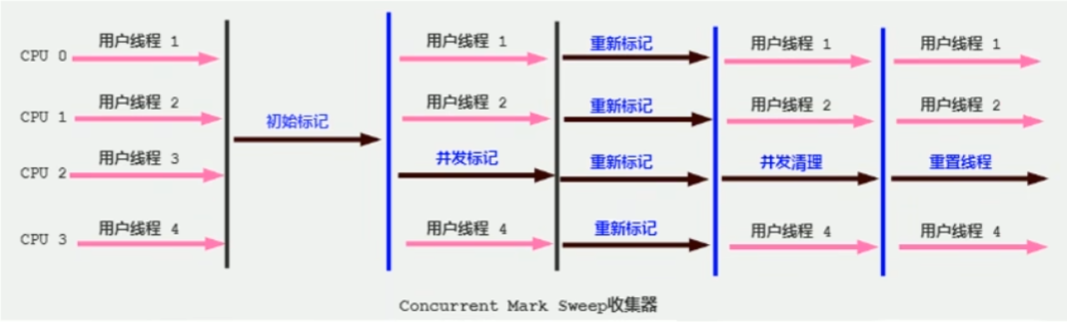 CPU 0 用户线程 1 用户线程 1 重新标记 用户线程 1 用户线程 1
CPU 1 用户线程 2 初始标记 用户线程 2 重新标记 用户线程 2 用户线程 2
CPU 2 用户线程 3 并发标记 重新标记 并发清理 重置线程
CPU 3 用户线程 4 用户线程 4 重新标记 用户线程 4 用户线程 4
Concurrent Mark Sweep收集器